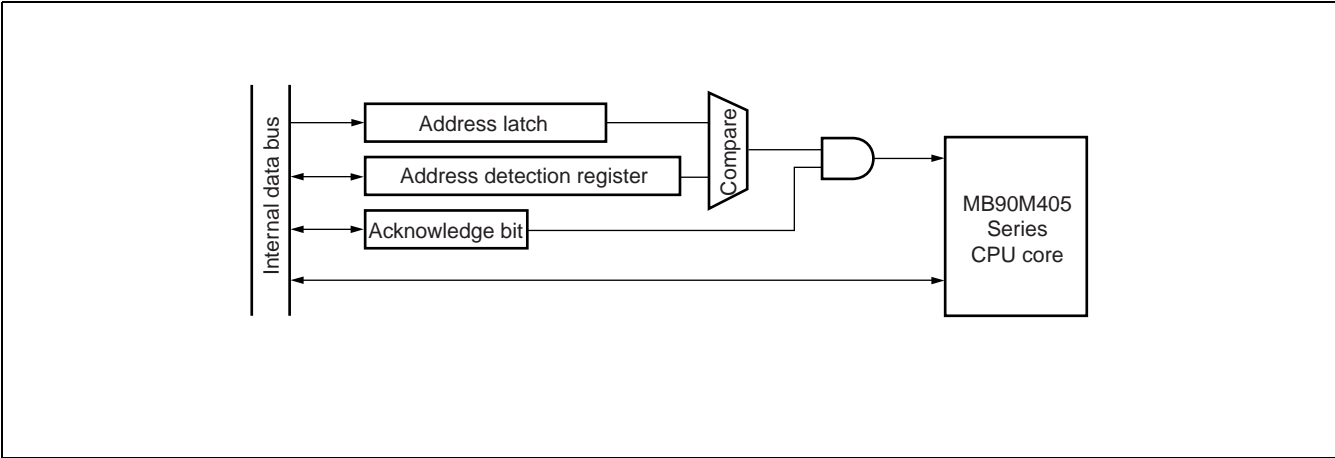 Internal data bus
Address latch
Address detection register
Acknowledge bit
Compare
MB90M405
Series
CPU core